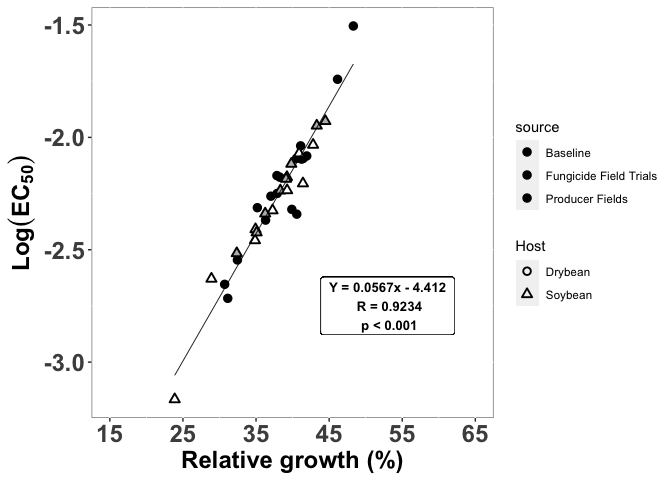 -1.5
-2.0
-2.5
-3.0
Log(EC50)
15 25 35 45 55 65
Relative growth (%)
Y = 0.0567x - 4.412
R = 0.9234
p < 0.001
source
Baseline
Fungicide Field Trials
Producer Fields
Host
Drybean
Soybean